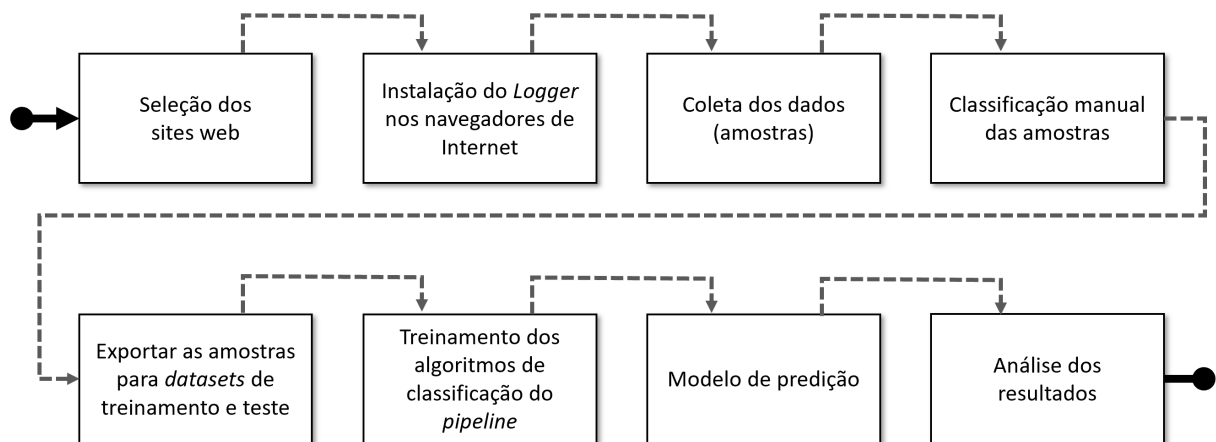 Seleção dos
sites web
Instalação do Logger
nos navegadores de
Internet
Coleta dos dados
(amostras)
Classificação manual
das amostras
Exportar as amostras
para datasets de
treinamento e teste
Treinamento dos
algoritmos de
classificação do
pipeline
Modelo de predição
Análise dos
resultados